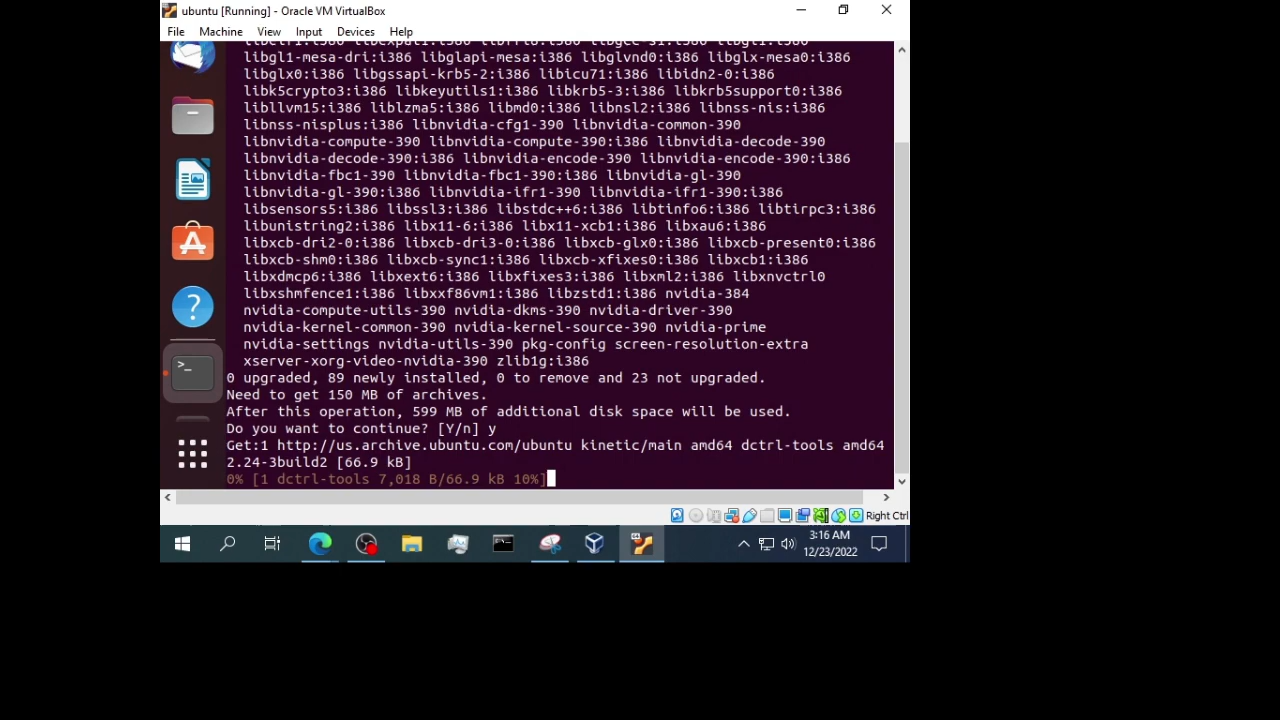 ubuntu [Running] - Oracle VM VirtualBox
File Machine View Input Devices Help
libgl1-mesa-dri:i386 libglapi-mesa:i386 libglvnd0:i386 libglx-mesa0:i386
libglx0:i386 libgssapi-krb5-2:i386 libicu71:i386 libidn2-0:i386
libk5crypto3:i386 libkeyutils1:i386 libkrb5-3:i386 libkrb5support0:i386
libllvm15:i386 liblzma5:i386 libmd0:i386 libnsl2:i386 libnss-nis:i386
libnss-nisplus:i386 libnvidia-cfg1-390 libnvidia-common-390
libnvidia-compute-390 libnvidia-compute-390:i386 libnvidia-decode-390
libnvidia-decode-390:i386 libnvidia-encode-390 libnvidia-encode-390:i386
libnvidia-fbc1-390 libnvidia-fbc1-390:i386 libnvidia-gl-390
libnvidia-gl-390:i386 libnvidia-ifr1-390 libnvidia-ifr1-390:i386
libsensors5:i386 libssl3:i386 libstdc++6:i386 libtinfo6:i386 libtirpc3:i386
libunistring2:i386 libx11-6:i386 libx11-xcb1:i386 libxau6:i386
libxcb-dri2-0:i386 libxcb-dri3-0:i386 libxcb-glx0:i386 libxcb-present0:i386
libxcb-shm0:i386 libxcb-sync1:i386 libxcb-xfixes0:i386 libxcb1:i386
libxdmcp6:i386 libxext6:i386 libxfixes3:i386 libxml2:i386 libxnvctrl0
libxshmfence1:i386 libxxf86vm1:i386 libzstd1:i386 nvidia-384
nvidia-compute-utils-390 nvidia-dkms-390 nvidia-driver-390
nvidia-kernel-common-390 nvidia-kernel-source-390 nvidia-prime
nvidia-settings nvidia-utils-390 pkg-config screen-resolution-extra
xserver-xorg-video-nvidia-390 zlib1g:i386
0 upgraded, 89 newly installed, 0 to remove and 23 not upgraded.
Need to get 150 MB of archives.
After this operation, 599 MB of additional disk space will be used.
Do you want to continue? [Y/n] y
Get:1 http://us.archive.ubuntu.com/ubuntu kinetic/main amd64 dctrl-tools amd64
2.24-3build2 [66.9 kB]
0% [1 dctrl-tools 7,018 B/66.9 kB 10%]
Right Ctrl
3:16 AM
12/23/2022